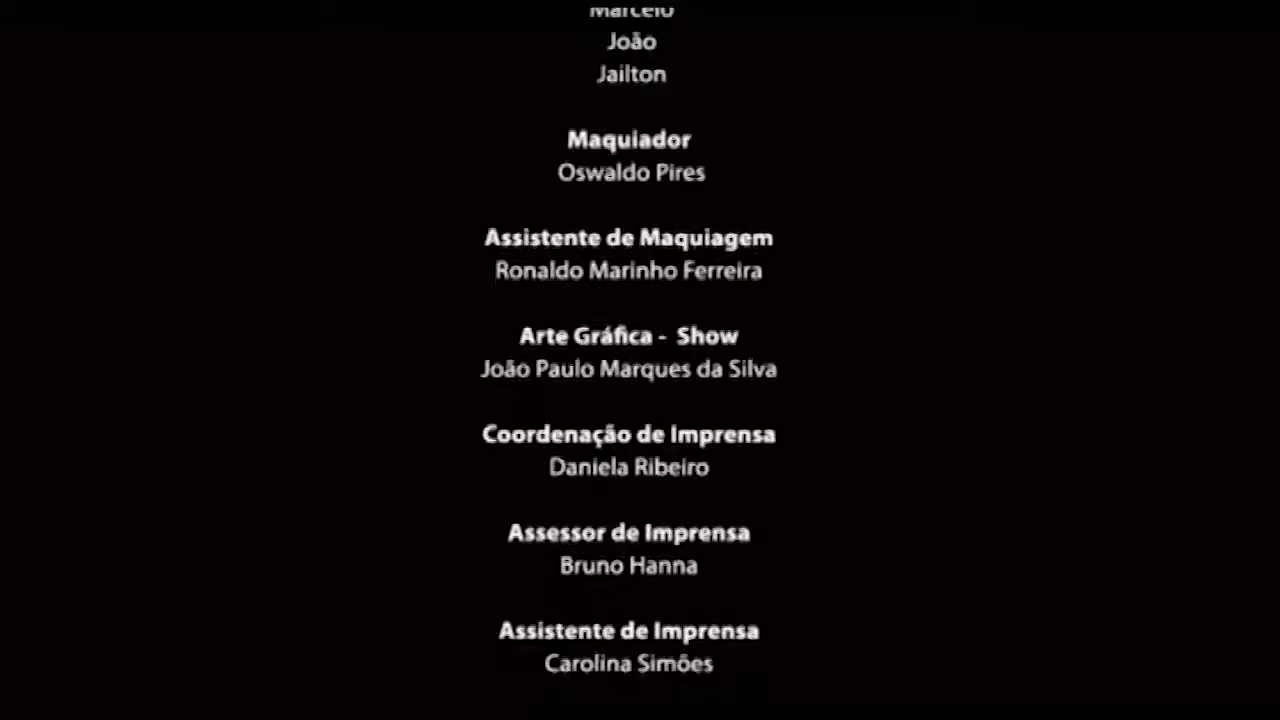 Marcelo
João
Jailton
Maquiador
Oswaldo Pires
Assistente de Maquiagem
Ronaldo Marinho Ferreira
Arte Gráfica - Show
João Paulo Marques da Silva
Coordenação de Imprensa
Daniela Ribeiro
Assessor de Imprensa
Bruno Hanna
Assistente de Imprensa
Carolina Simões